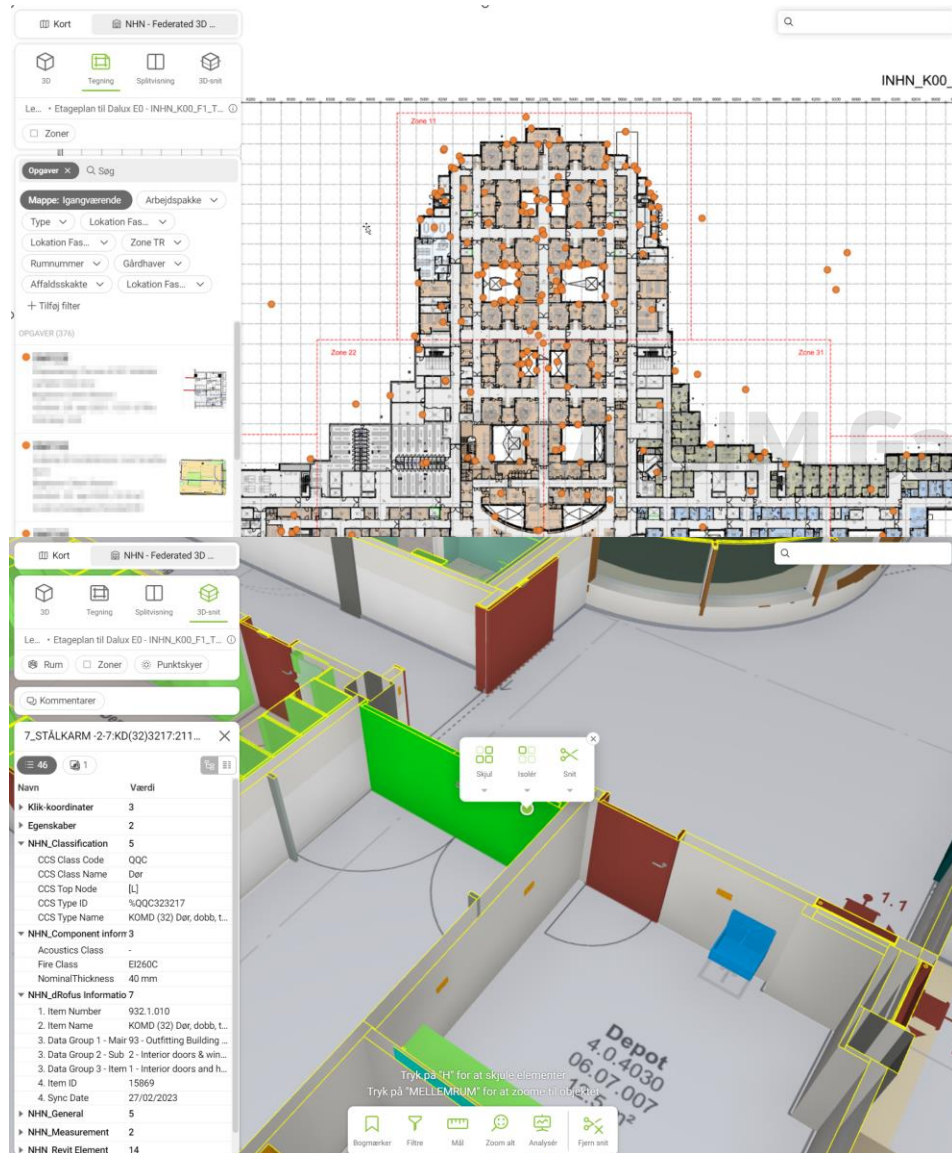 Kort
NHN - Federated 3D ...
INHN_K00_
3D
Tegning
Splitvisning
3D-snit
Le... • Etageplan til Dalux E0 - INHN_K00_F1_T...
Zoner
Opgaver ×
Søg
Mappe: Igangværende
Arbejdspakke
Type
Lokation Fas...
Lokation Fas...
Zone TR
Rumnummer
Gårdhaver
Affaldsskakte
Lokation Fas...
+ Tilføj filter
OPGAVER (376)
Zone 11
Zone 22
Zone 31
Kort
NHN - Federated 3D ...
3D
Tegning
Splitvisning
3D-snit
Le... • Etageplan til Dalux E0 - INHN_K00_F1_T...
Rum
Zoner
Punktskyer
Kommentarer
7_STÅLKARM -2-7:KD(32)3217:211...
46
1
Navn Værdi
Klik-koordinater 3
Egenskaber 2
NHN_Classification 5
CCS Class Code QQC
CCS Class Name Dør
CCS Top Node [L]
CCS Type ID %QQC323217
CCS Type Name KOMD (32) Dør, dobb, t...
NHN_Component inform 3
Acoustics Class -
Fire Class EI260C
NominalThickness 40 mm
NHN_dRofus Informatio 7
1. Item Number 932.1.010
2. Item Name KOMD (32) Dør, dobb, t...
3. Data Group 1 - Mair 93 - Outfitting Building ...
3. Data Group 2 - Sub 2 - Interior doors & win...
3. Data Group 3 - Item 1 - Interior doors and h...
4. Item ID 15869
4. Sync Date 27/02/2023
NHN_General 5
NHN_Measurement 2
NHN_Revit Element 14
Skjul
Isolér
Snit
1.1
Depot
4.0.4030
06.07.007
m²
Tryk på "H" for at skjule elementer
Tryk på "MELLEMRUM" for at zoome til objektet
Bogmærker
Filtre
Mål
Zoom alt
Analysér
Fjern snit